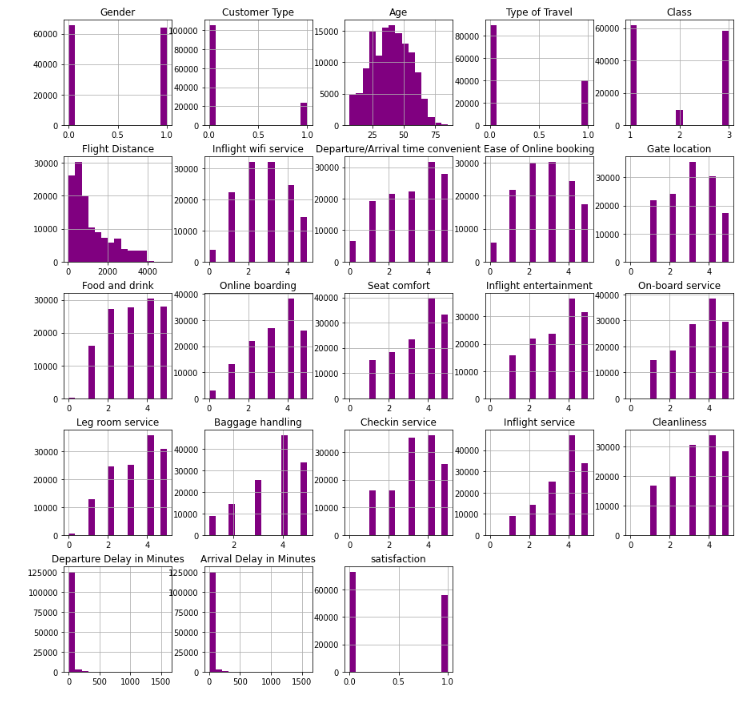 Gender Customer Type Age Type of Travel Class
60000 40000 20000 0 0.0 0.5 1.0
100000 80000 60000 40000 20000 0 0.0 0.5 1.0
15000 10000 5000 0 25 50 75
80000 60000 40000 20000 0 0.0 0.5 1.0
60000 40000 20000 0 1 2 3
Flight Distance Inflight wifi service Departure/Arrival time convenient Ease of Online booking Gate location
30000 20000 10000 0 0 2000 4000
30000 20000 10000 0 0 2 4
30000 20000 10000 0 0 2 4
30000 20000 10000 0 0 2 4
30000 20000 10000 0 0 2 4
Food and drink Online boarding Seat comfort Inflight entertainment On-board service
30000 20000 10000 0 0 2 4
40000 30000 20000 10000 0 0 2 4
40000 30000 20000 10000 0 0 2 4
30000 20000 10000 0 0 2 4
40000 30000 20000 10000 0 0 2 4
Leg room service Baggage handling Checkin service Inflight service Cleanliness
30000 20000 10000 0 0 2 4
40000 30000 20000 10000 0 2 4
30000 20000 10000 0 0 2 4
40000 30000 20000 10000 0 0 2 4
30000 20000 10000 0 0 2 4
Departure Delay in Minutes Arrival Delay in Minutes satisfaction
125000 100000 75000 50000 25000 0 0 500 1000 1500
125000 100000 75000 50000 25000 0 0 500 1000 1500
60000 40000 20000 0 0.0 0.5 1.0